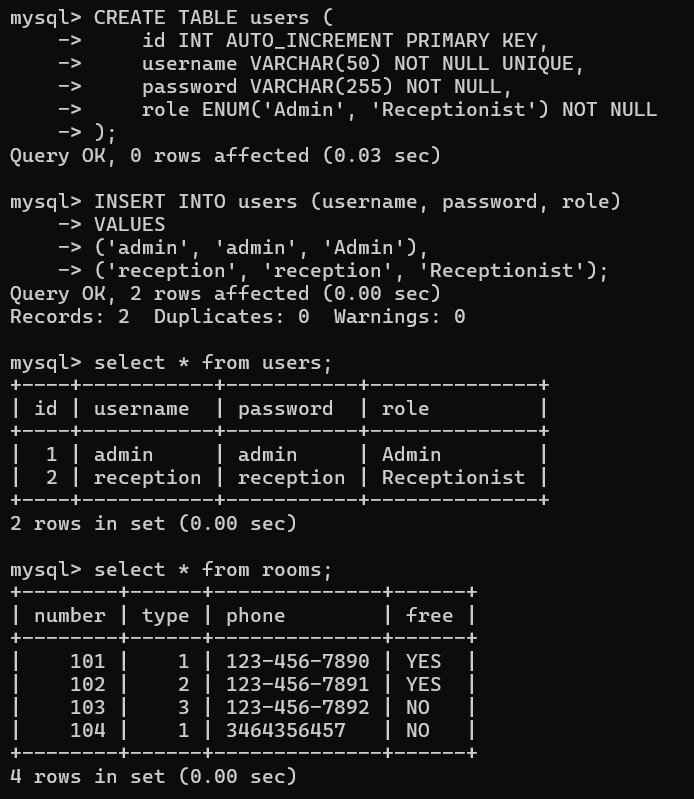 mysql> CREATE TABLE users (
    ->     id INT AUTO_INCREMENT PRIMARY KEY,
    ->     username VARCHAR(50) NOT NULL UNIQUE,
    ->     password VARCHAR(255) NOT NULL,
    ->     role ENUM('Admin', 'Receptionist') NOT NULL
    -> );
Query OK, 0 rows affected (0.03 sec)

mysql> INSERT INTO users (username, password, role)
    -> VALUES
    -> ('admin', 'admin', 'Admin'),
    -> ('reception', 'reception', 'Receptionist');
Query OK, 2 rows affected (0.00 sec)
Records: 2  Duplicates: 0  Warnings: 0

mysql> select * from users;
+----+-----------+-----------+--------------+
| id | username  | password  | role         |
+----+-----------+-----------+--------------+
|  1 | admin     | admin     | Admin        |
|  2 | reception | reception | Receptionist |
+----+-----------+-----------+--------------+
2 rows in set (0.00 sec)

mysql> select * from rooms;
+--------+------+--------------+------+
| number | type | phone        | free |
+--------+------+--------------+------+
|    101 |    1 | 123-456-7890 | YES  |
|    102 |    2 | 123-456-7891 | YES  |
|    103 |    3 | 123-456-7892 | NO   |
|    104 |    1 | 3464356457   | NO   |
+--------+------+--------------+------+
4 rows in set (0.00 sec)